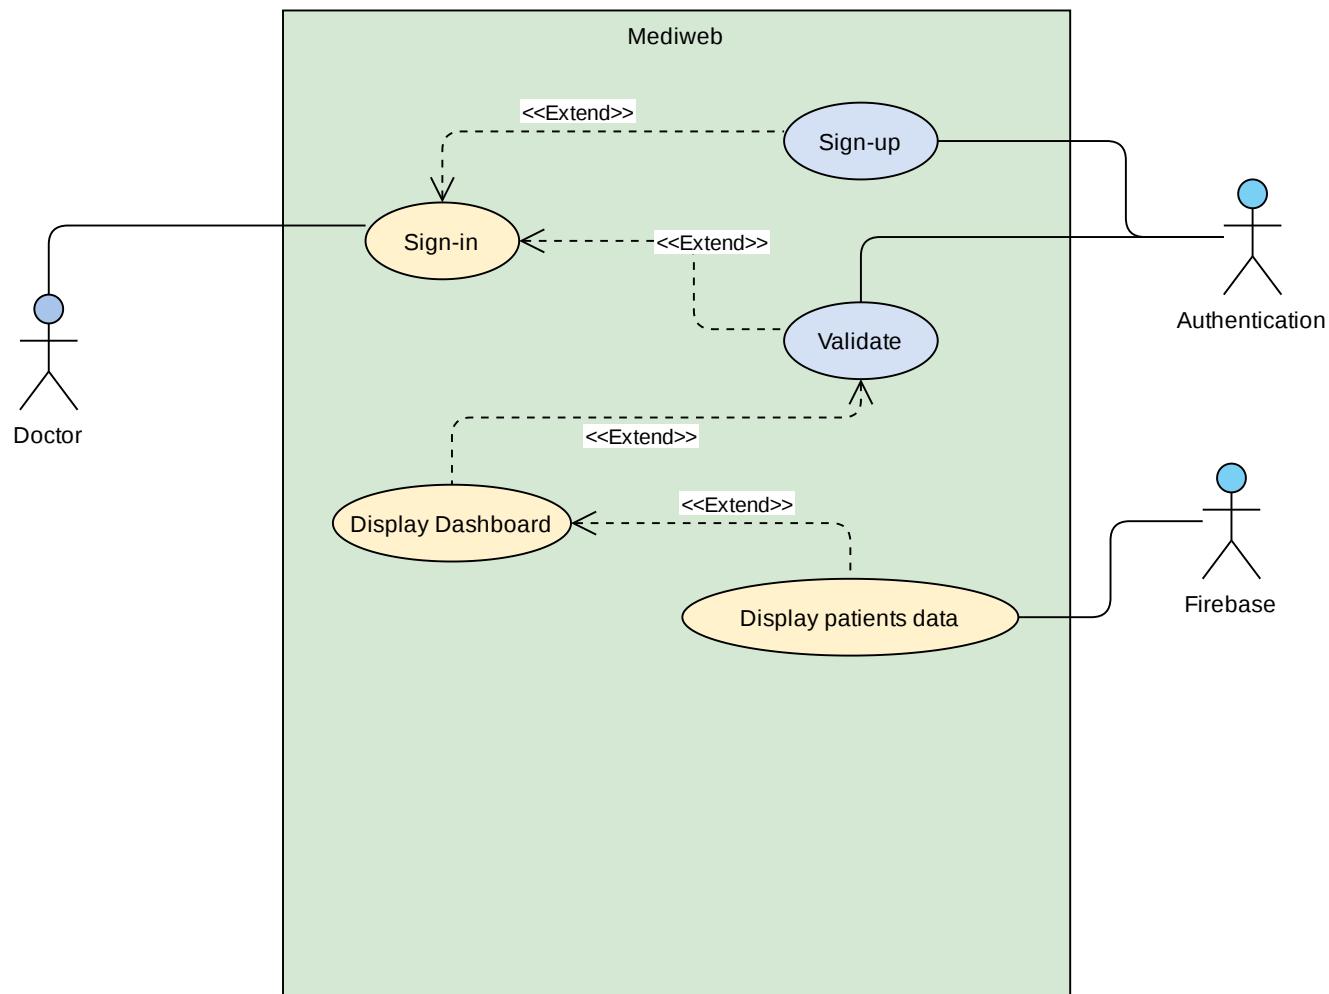 Mediweb
<<Extend>>
Sign-up
Sign-in
<<Extend>>
Validate
Authentication
Doctor
<<Extend>>
<<Extend>>
Display Dashboard
Firebase
Display patients data